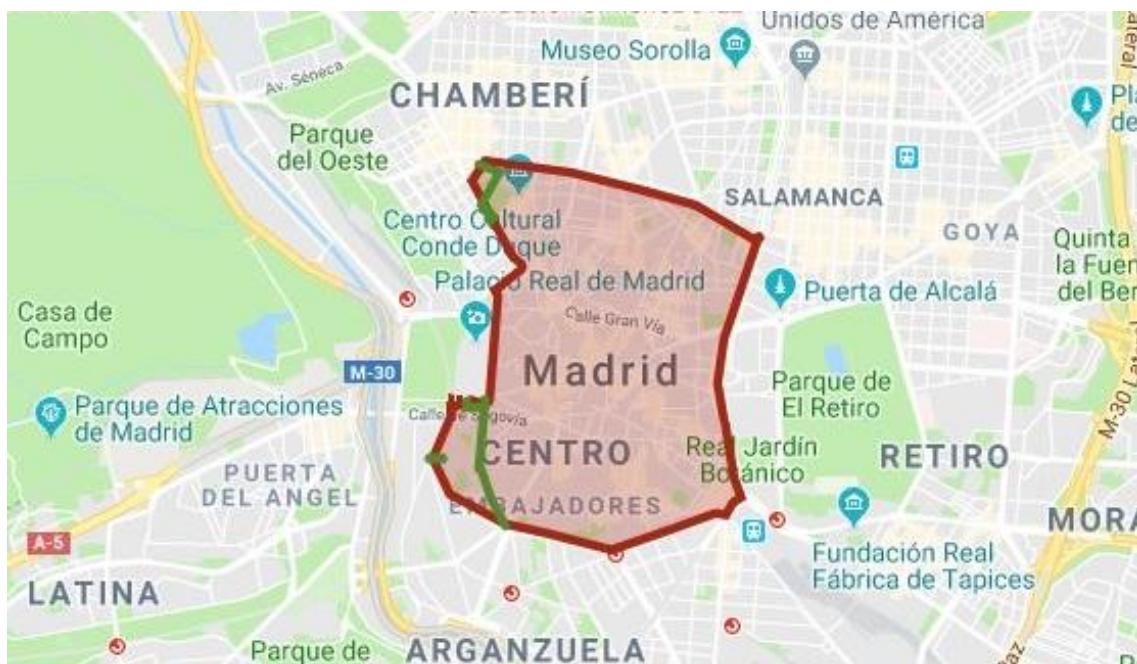 Unidos de América
Museo Sorolla
Av. Séneca
CHAMBERÍ
Parque
del Oeste
SALAMANCA
GOYA
Centro Cultural
Conde Duque
Quinta
la Fuen
del Ber
Palacio Real de Madrid
Puerta de Alcalá
Casa de
Campo
Calle Gran Vía
Madrid
M-30
Parque de
El Retiro
Parque de Atracciones
de Madrid
Calle de Segovia
CENTRO
Real Jardín
Botánico
RETIRO
PUERTA
DEL ANGEL
EMBAJADORES
MORA
A-5
Fundación Real
Fábrica de Tapices
LATINA
ARGANZUELA
Parque de